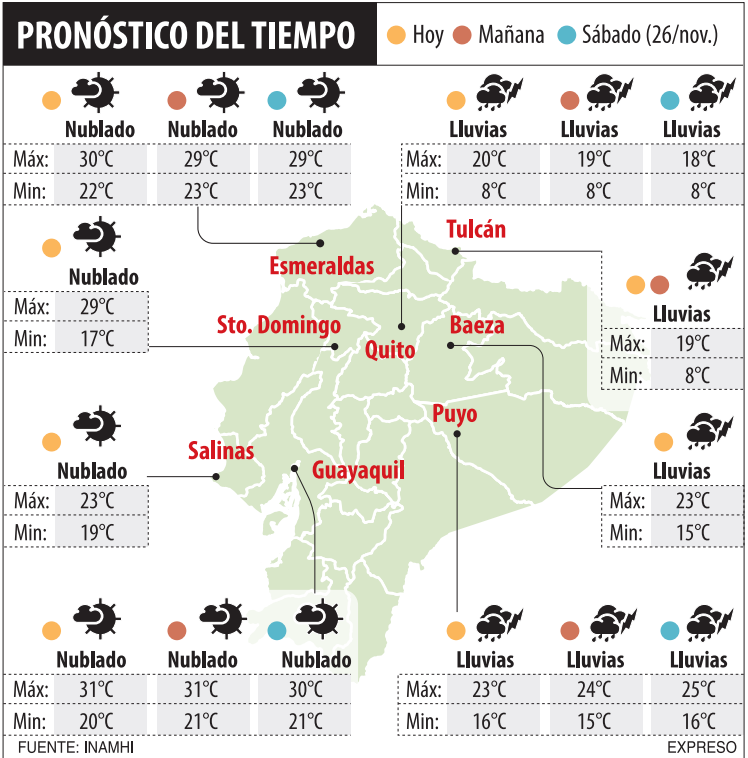 PRONÓSTICO DEL TIEMPO
Hoy Mañana Sábado (26/nov.)
Nublado Nublado Nublado
Máx: 30°C 29°C 29°C
Min: 22°C 23°C 23°C
Lluvias Lluvias Lluvias
Máx: 20°C 19°C 18°C
Min: 8°C 8°C 8°C
Nublado
Máx: 29°C
Min: 17°C
Esmeraldas
Tulcán
Sto. Domingo
Quito
Baeza
Lluvias
Máx: 19°C
Min: 8°C
Nublado
Máx: 23°C
Min: 19°C
Salinas
Guayaquil
Puyo
Lluvias
Máx: 23°C
Min: 15°C
Nublado Nublado Nublado
Máx: 31°C 31°C 30°C
Min: 20°C 21°C 21°C
Lluvias Lluvias Lluvias
Máx: 23°C 24°C 25°C
Min: 16°C 15°C 16°C
FUENTE: INAMHI
EXPRESO